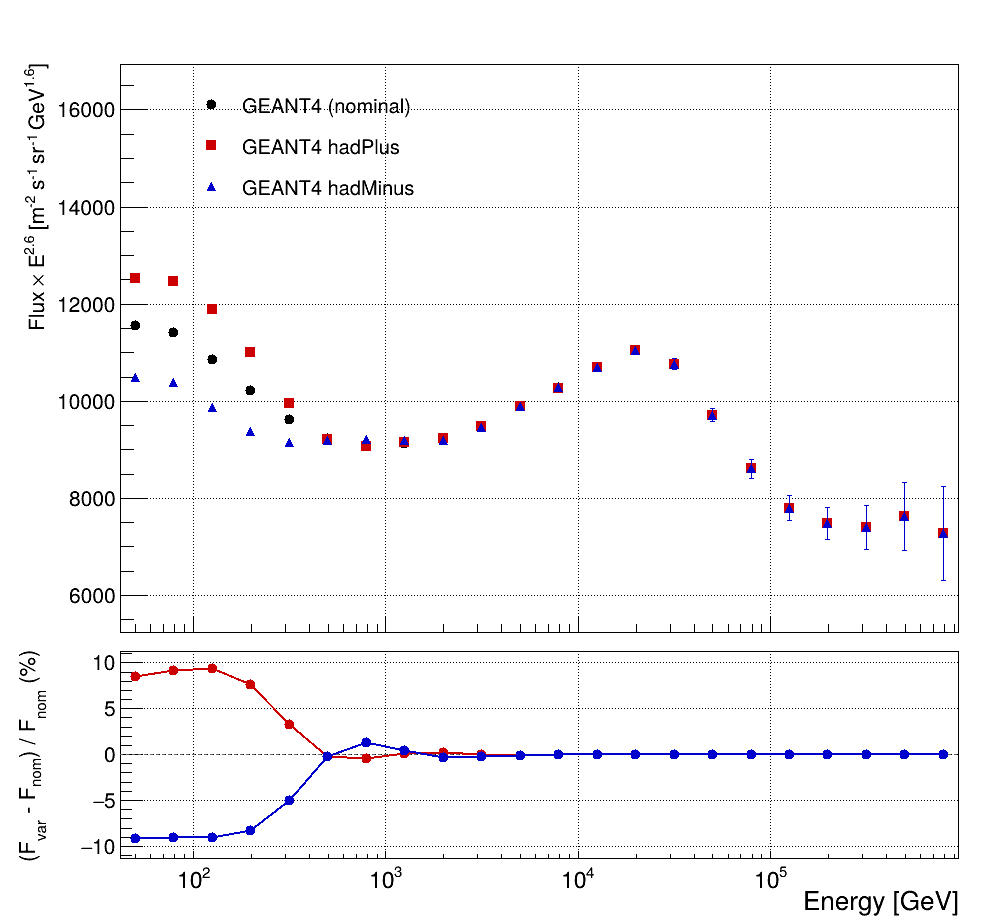 Flux × E^2.6 [m^-2 s^-1 sr^-1 GeV^1.6]
16000
14000
12000
10000
8000
6000
GEANT4 (nominal)
GEANT4 hadPlus
GEANT4 hadMinus
(F_var - F_nom) / F_nom (%)
10
5
0
−5
−10
10^2
10^3
10^4
10^5
Energy [GeV]